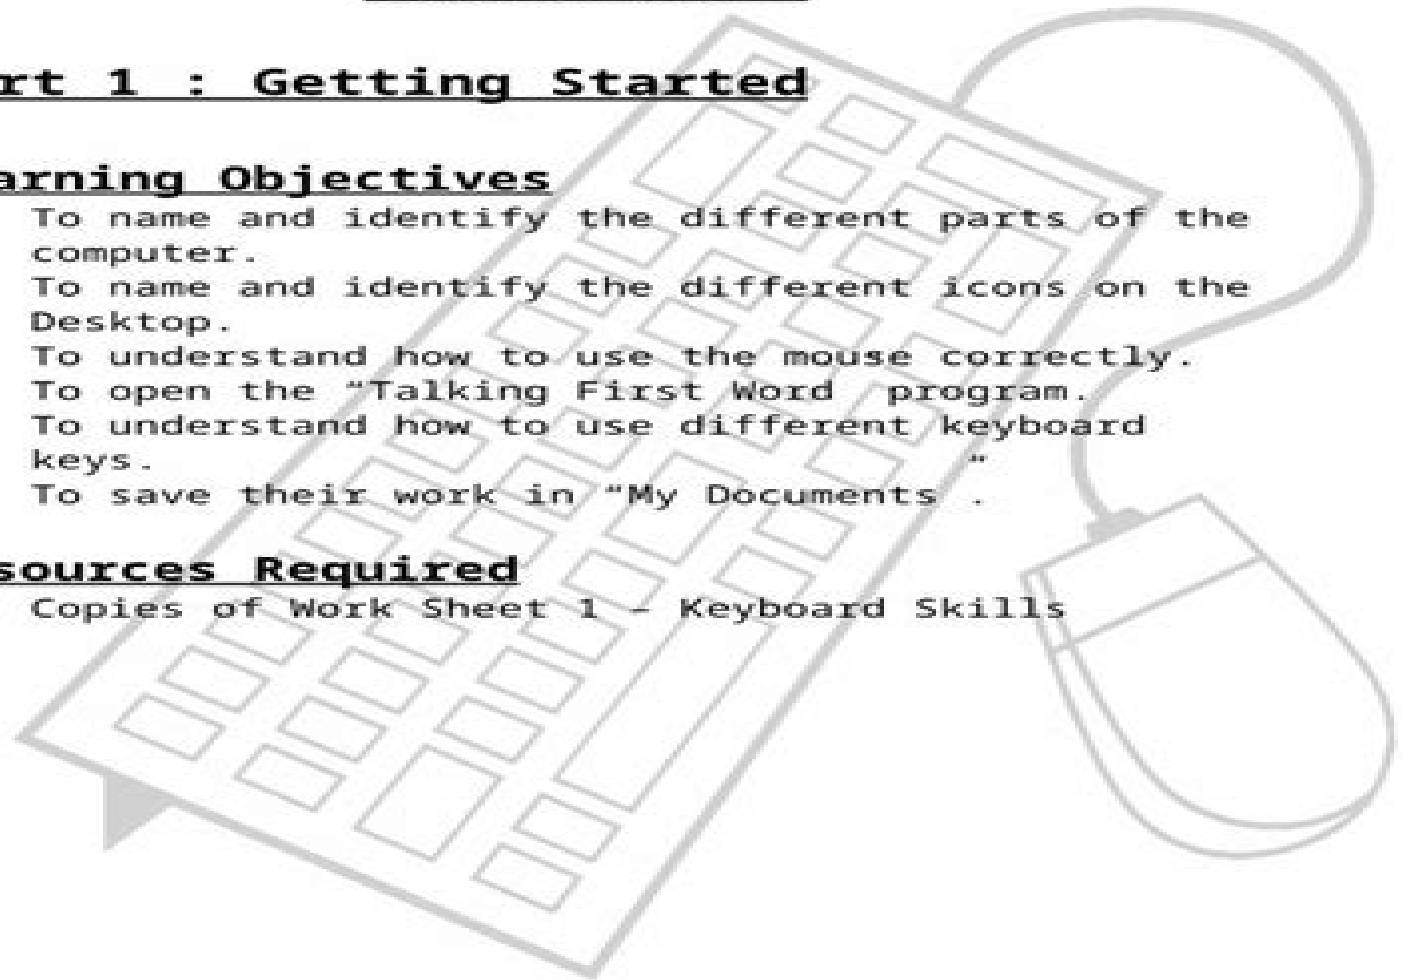 rt 1 : Getting Started
arning Objectives
To name and identify the different parts of the
computer.
To name and identify the different icons on the
Desktop.
To understand how to use the mouse correctly.
To open the “Talking First Word program.
To understand how to use different keyboard
keys.
To save their work in “My Documents”.
sources Required
Copies of Work Sheet 1 – Keyboard Skills